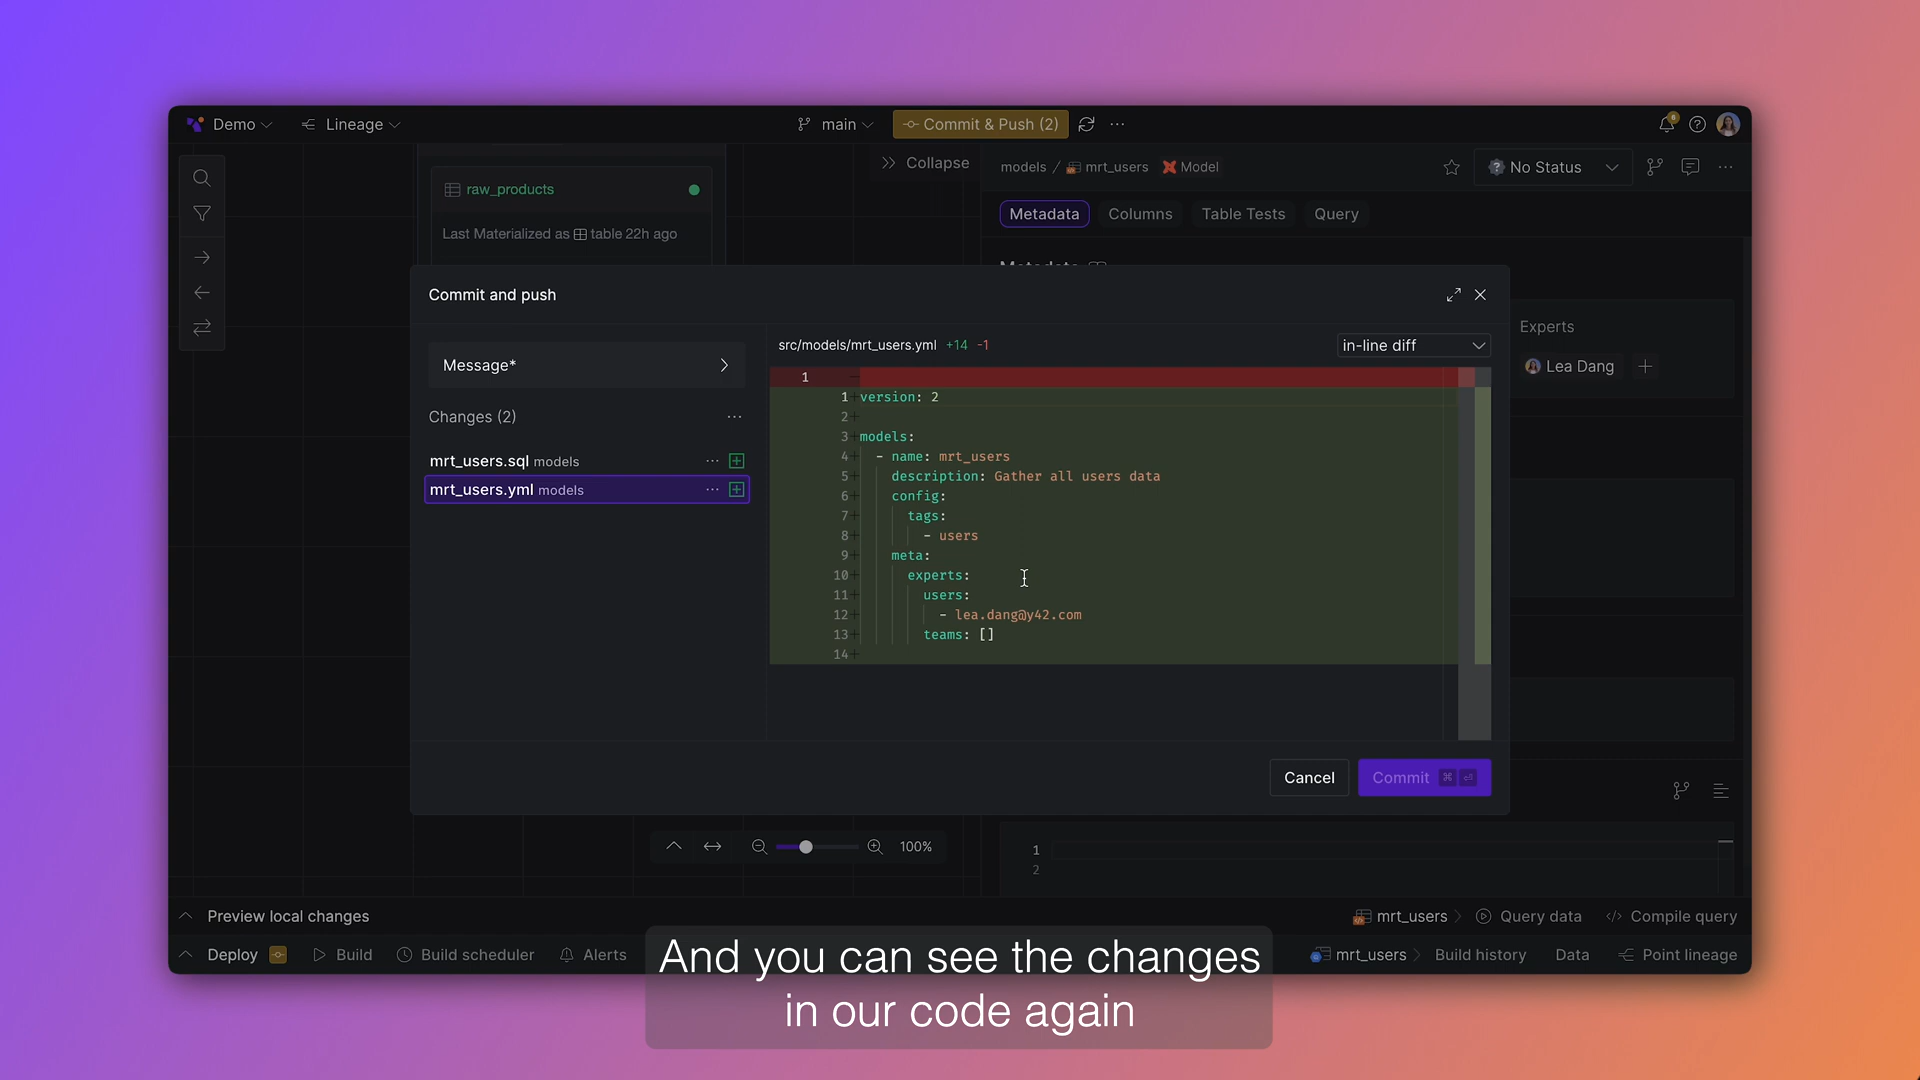 Demo
Lineage
main
Commit & Push (2)
6
Collapse
raw_products
Last Materialized as table 22h ago
models / mrt_users Model
No Status
Metadata
Columns
Table Tests
Query
Experts
Lea Dang
Commit and push
Message*
Changes (2)
mrt_users.sql models
mrt_users.yml models
src/models/mrt_users.yml +14 -1
in-line diff
1 -
1 + version: 2
2 +
3 + models:
4 + - name: mrt_users
5 + description: Gather all users data
6 + config:
7 + tags:
8 + - users
9 + meta:
10 + experts:
11 + users:
12 + - lea.dang@y42.com
13 + teams: []
14 +
Cancel
Commit ⌘ ⏎
100%
1
2
Preview local changes
mrt_users
Query data
Compile query
Deploy
Build
Build scheduler
Alerts
mrt_users
Build history
Data
Point lineage
And you can see the changes
in our code again